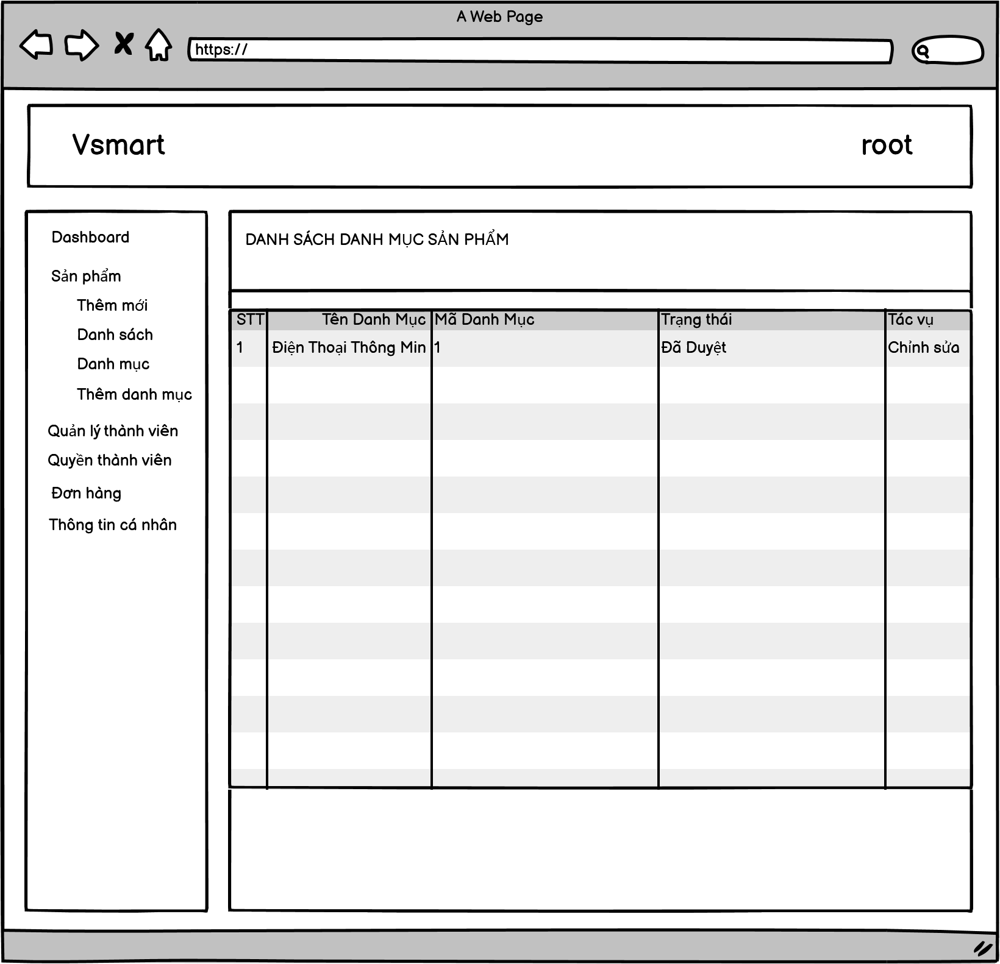 A Web Page
https://
Vsmart
root
Dashboard
Sản phẩm
Thêm mới
Danh sách
Danh mục
Thêm danh mục
Quản lý thành viên
Quyền thành viên
Đơn hàng
Thông tin cá nhân
DANH SÁCH DANH MỤC SẢN PHẨM
STT Tên Danh Mục Mã Danh Mục Trạng thái Tác vụ
1 Điện Thoại Thông Min 1 Đã Duyệt Chỉnh sửa